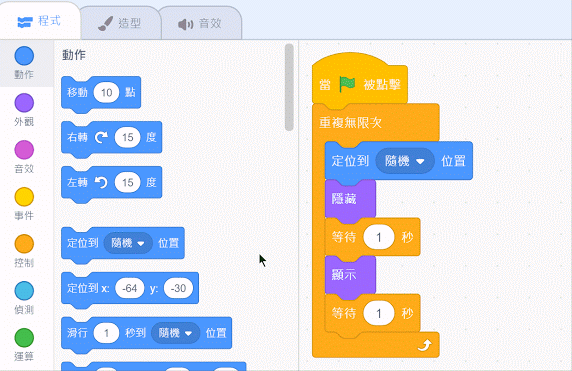 程式
造型
音效
動作
外觀
音效
事件
控制
偵測
運算
動作
移動 10 點
右轉 15 度
左轉 15 度
定位到 隨機 位置
定位到 x: -64 y: -30
滑行 1 秒到 隨機 位置
當 被點擊
重複無限次
定位到 隨機 位置
隱藏
等待 1 秒
顯示
等待 1 秒